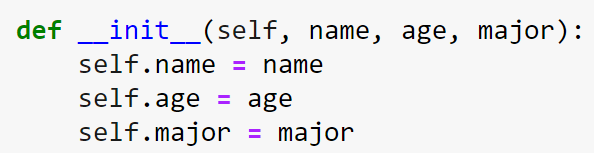 def __init__(self, name, age, major):
    self.name = name
    self.age = age
    self.major = major